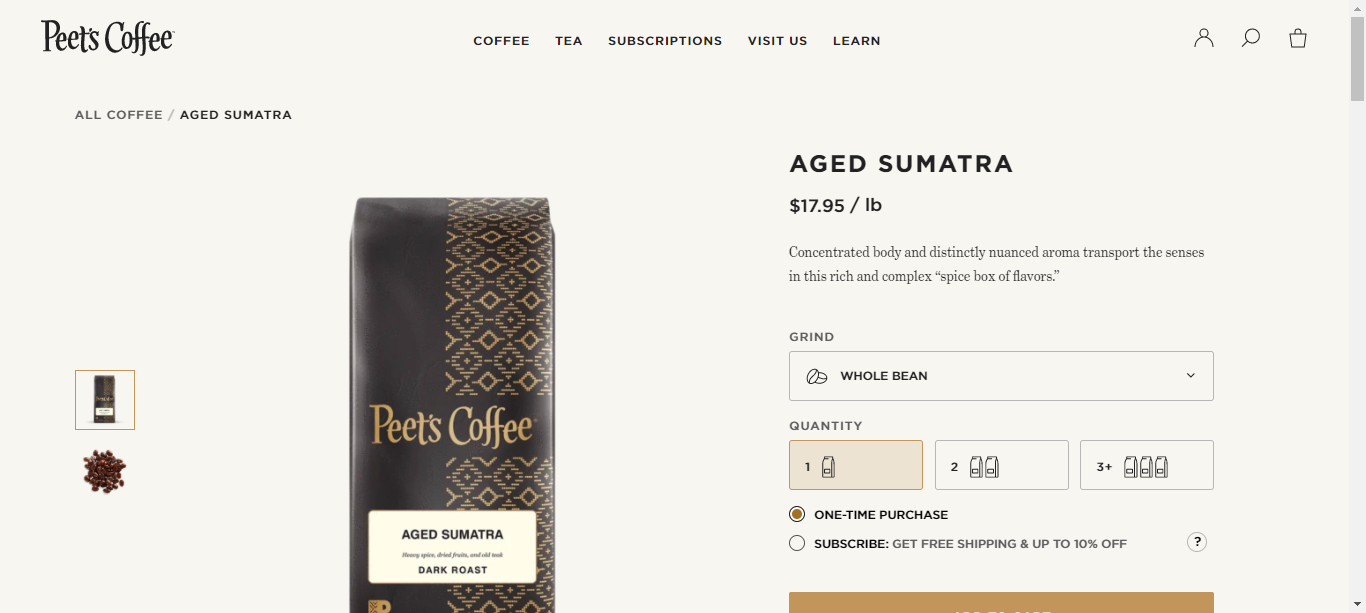 Peet's Coffee
COFFEE TEA SUBSCRIPTIONS VISIT US LEARN
ALL COFFEE / AGED SUMATRA
AGED SUMATRA
$17.95 / lb
Concentrated body and distinctly nuanced aroma transport the senses
in this rich and complex “spice box of flavors.”
GRIND
WHOLE BEAN
QUANTITY
1 2 3+
ONE-TIME PURCHASE
SUBSCRIBE: GET FREE SHIPPING & UP TO 10% OFF ?
Peet's Coffee
AGED SUMATRA
Heavy spice, dried fruits, and old teak
DARK ROAST